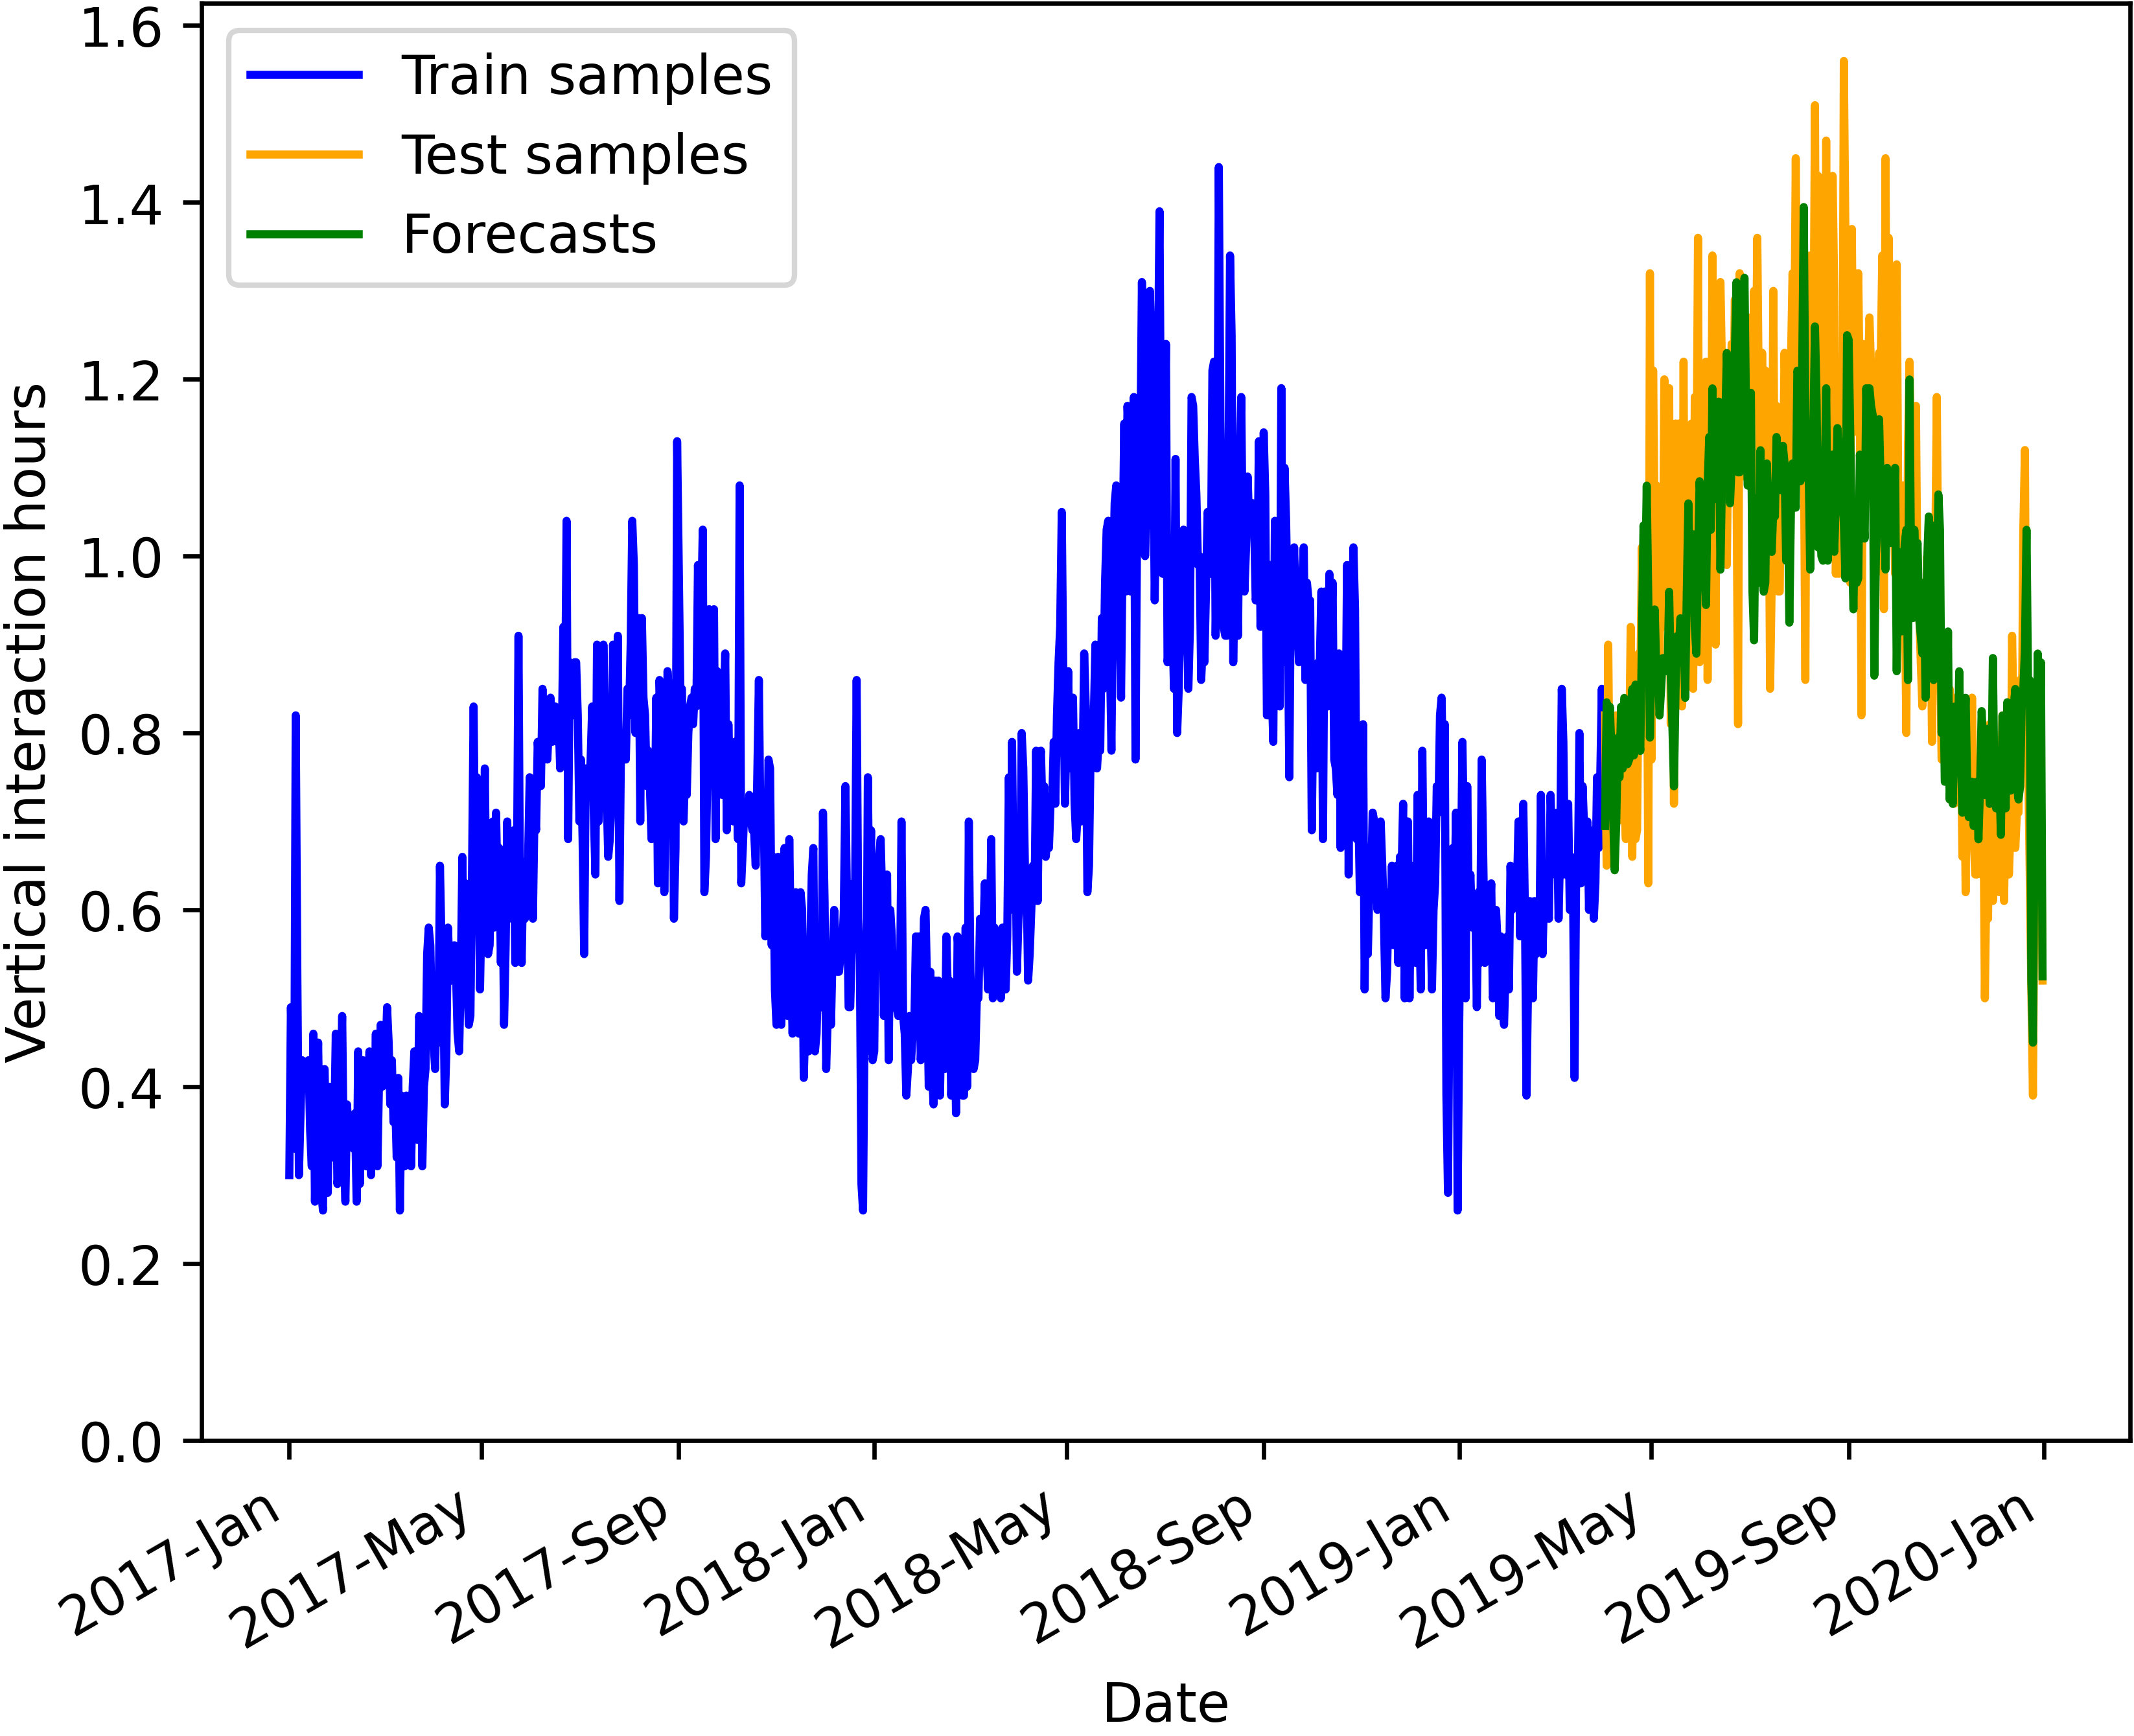 Train samples
Test samples
Forecasts
Vertical interaction hours
1.6
1.4
1.2
1.0
0.8
0.6
0.4
0.2
0.0
2017-Jan
2017-May
2017-Sep
2018-Jan
2018-May
2018-Sep
2019-Jan
2019-May
2019-Sep
2020-Jan
Date